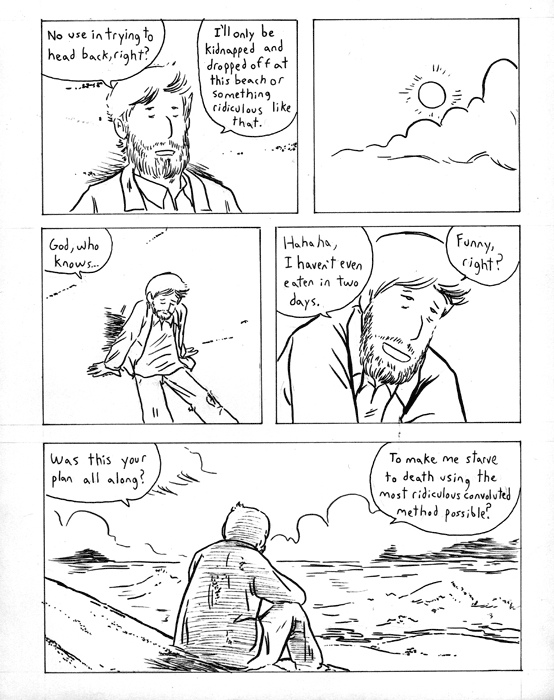 No use in trying to
head back, right?
I'll only be
kidnapped and
dropped off at
this beach or
something
ridiculous like
that.
God, who
knows...
Hahaha,
I haven't even
eaten in two
days.
Funny,
right?
Was this your
plan all along?
To make me starve
to death using the
most ridiculous convoluted
method possible?